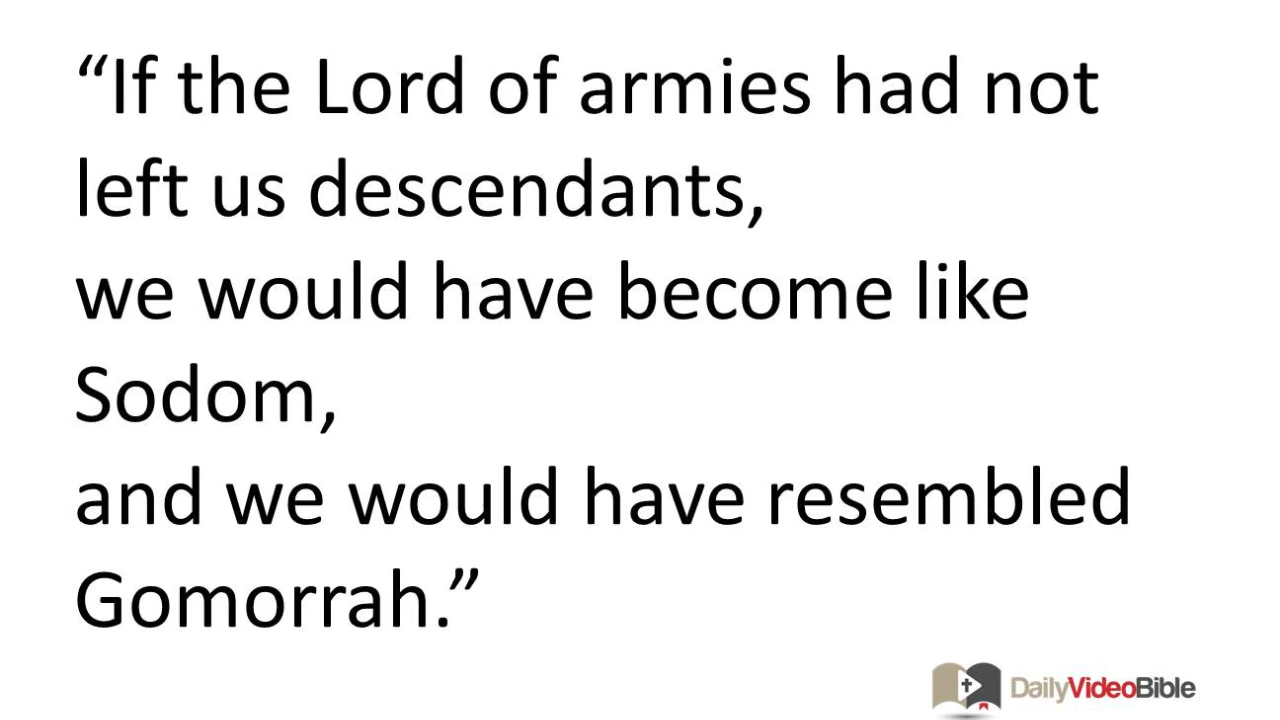 “If the Lord of armies had not
left us descendants,
we would have become like
Sodom,
and we would have resembled
Gomorrah.”
DailyVideoBible